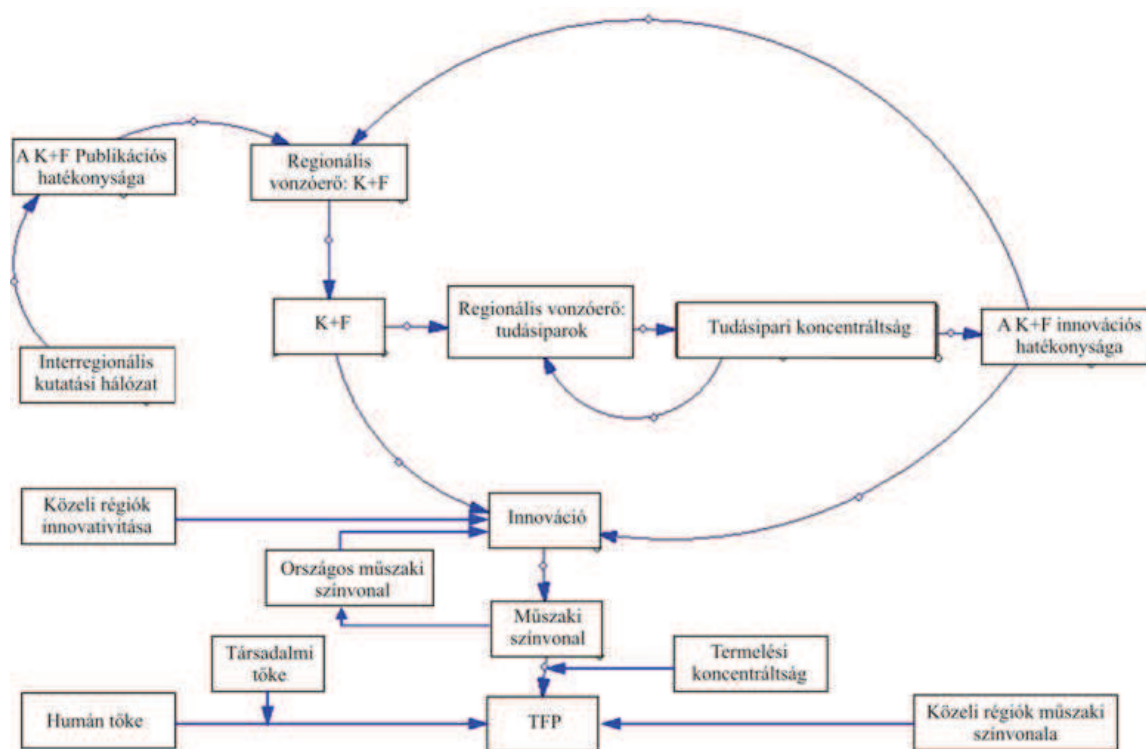 A K+F Publikációs
hatékonysága
Regionális
vonzóerő: K+F
K+F
Regionális vonzóerő:
tudásiparok
Tudásipari koncentráltság
A K+F innovációs
hatékonysága
Interregionális
kutatási hálózat
Közeli régiók
innovativitása
Innováció
Országos műszaki
színvonal
Műszaki
színvonal
Társadalmi
tőke
Termelési
koncentráltság
Humán tőke
TFP
Közeli régiók műszaki
színvonala